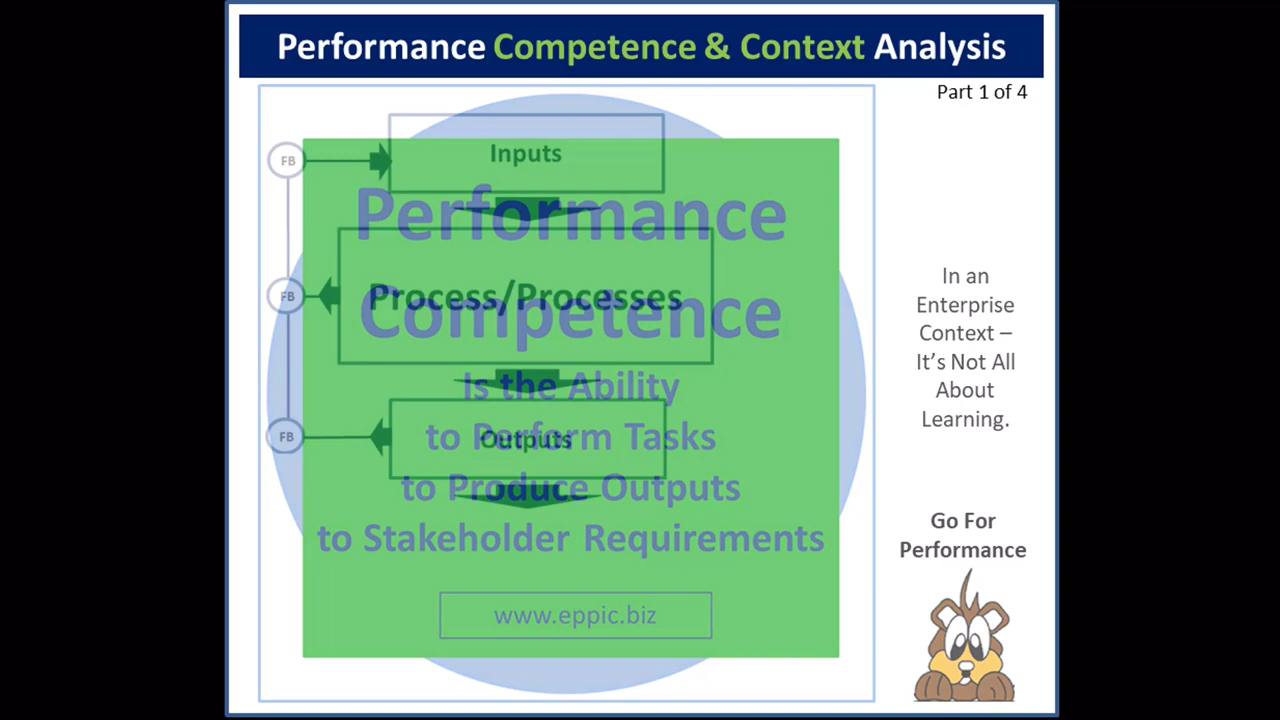 Performance Competence & Context Analysis
Part 1 of 4
FB
Inputs
Performance
FB
Process/Processes
Competence
Is the Ability
FB
to Perform Tasks
Outputs
to Produce Outputs
to Stakeholder Requirements
www.eppic.biz
In an
Enterprise
Context –
It's Not All
About
Learning.
Go For
Performance